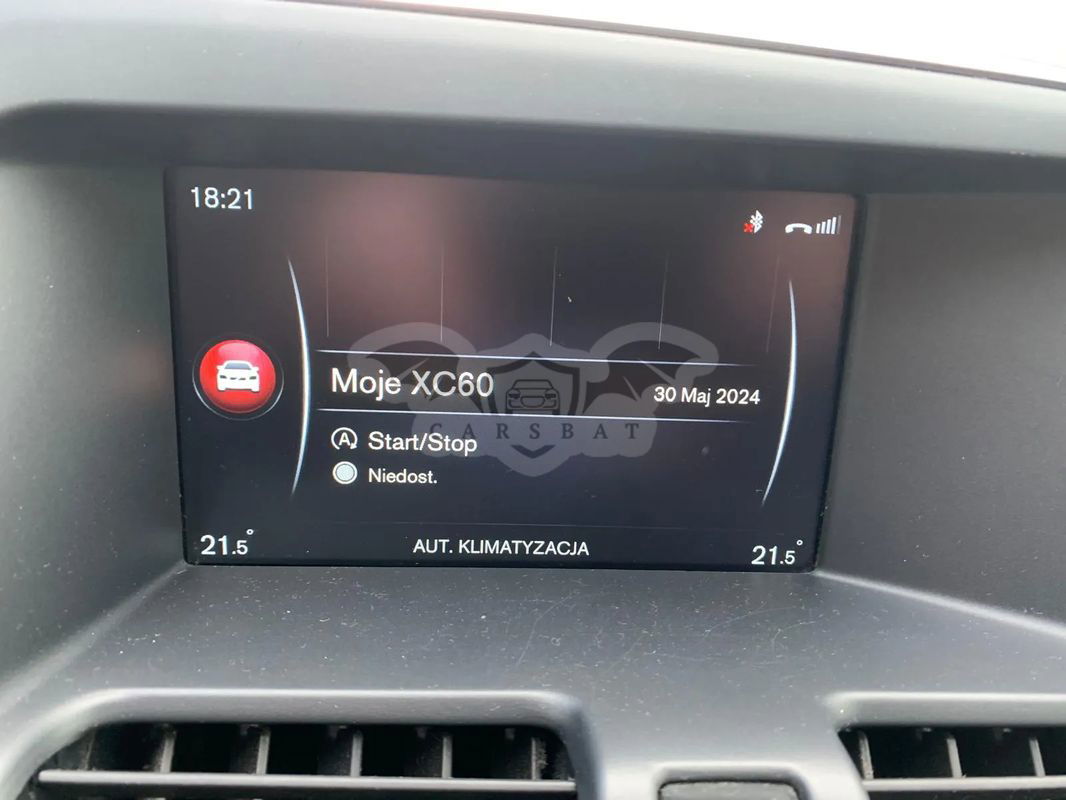 18:21
Moje XC60
30 Maj 2024
CARSBAT
A Start/Stop
Niedost.
21.5°
AUT. KLIMATYZACJA
21.5°